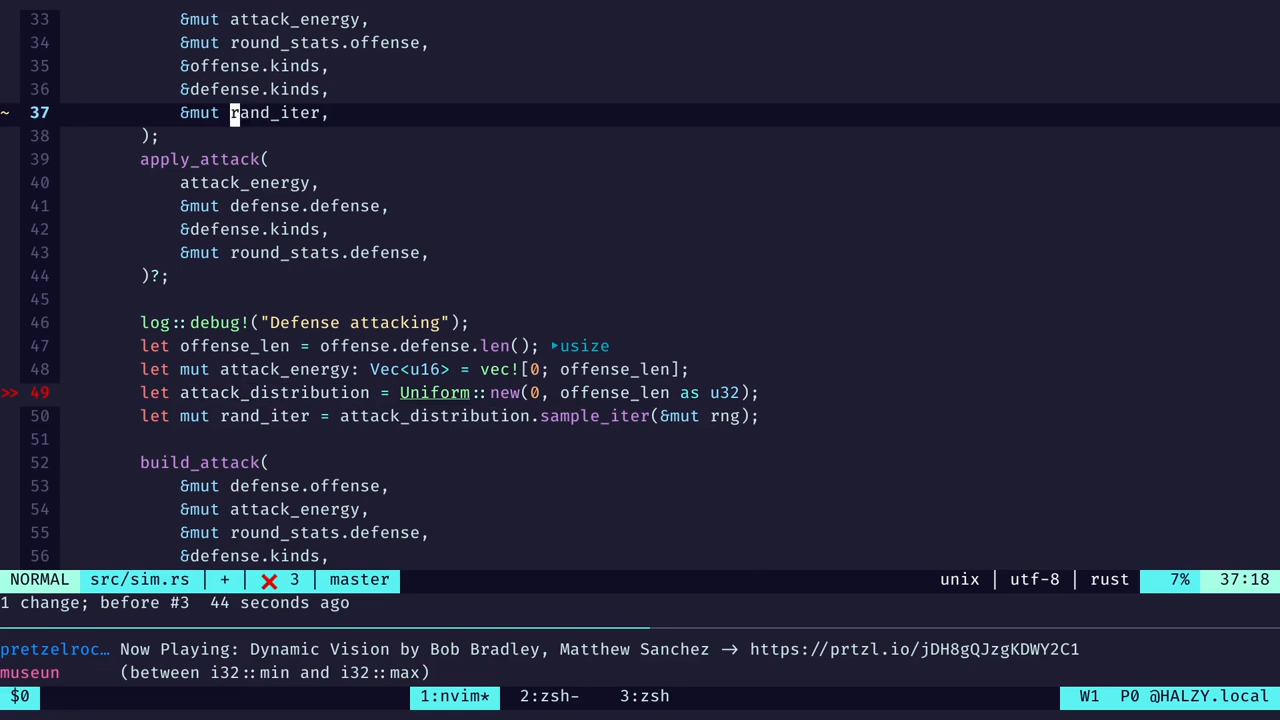 33 &mut attack_energy,
34 &mut round_stats.offense,
35 &offense.kinds,
36 &defense.kinds,
~ 37 &mut rand_iter,
38 );
39 apply_attack(
40 attack_energy,
41 &mut defense.defense,
42 &defense.kinds,
43 &mut round_stats.defense,
44 )?;
45
46 log::debug!("Defense attacking");
47 let offense_len = offense.defense.len(); ▸usize
48 let mut attack_energy: Vec<u16> = vec![0; offense_len];
>> 49 let attack_distribution = Uniform::new(0, offense_len as u32);
50 let mut rand_iter = attack_distribution.sample_iter(&mut rng);
51
52 build_attack(
53 &mut defense.offense,
54 &mut attack_energy,
55 &mut round_stats.defense,
56 &defense.kinds,
NORMAL src/sim.rs | + | ❌ 3 | master unix | utf-8 | rust 7% 37:18
1 change; before #3 44 seconds ago
pretzelroc… Now Playing: Dynamic Vision by Bob Bradley, Matthew Sanchez -> https://prtzl.io/jDH8gQJzgKDWY2C1
museun (between i32::min and i32::max)
$0 1:nvim* 2:zsh- 3:zsh W1 P0 @HALZY.local